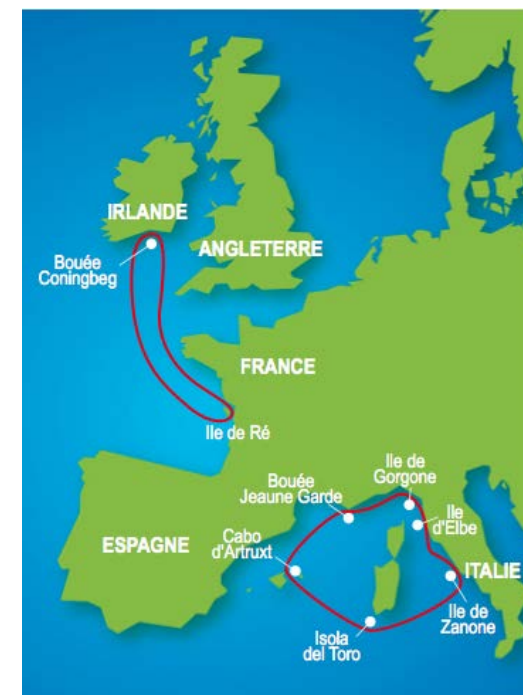 IRLANDE
Bouée
Coningbeg
ANGLETERRE
FRANCE
Ile de Ré
Bouée
Jeaune Garde
Ile de
Gorgone
Ile
d'Elbe
Cabo
d'Artruxt
ESPAGNE
ITALIE
Ile de
Zanone
Isola
del Toro